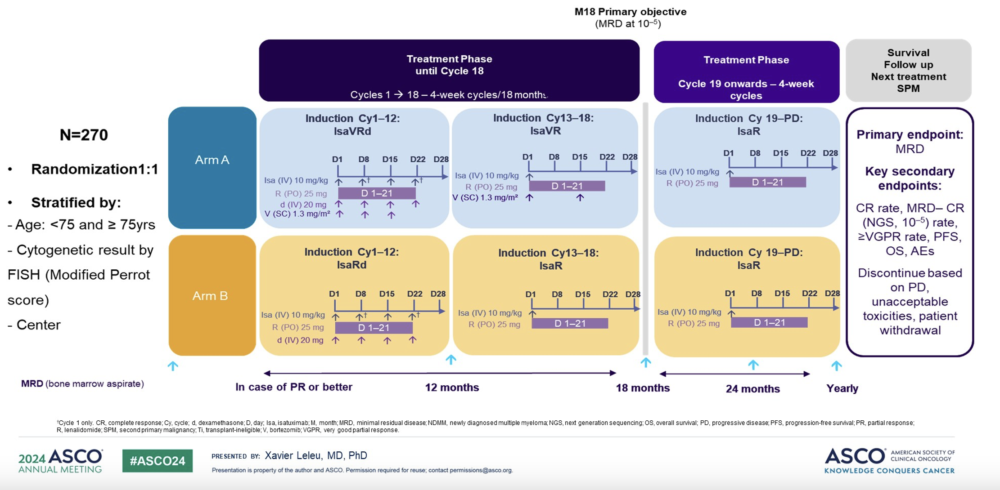 M18 Primary objective
(MRD at 10⁻⁵)
Treatment Phase
until Cycle 18
Cycles 1 → 18 – 4-week cycles/18 months
Treatment Phase
Cycle 19 onwards – 4-week
cycles
Survival
Follow up
Next treatment
SPM
N=270
• Randomization1:1
• Stratified by:
- Age: <75 and ≥ 75yrs
- Cytogenetic result by
FISH (Modified Perrot
score)
- Center
Arm A
Induction Cy1–12:
IsaVRd
D1 D8 D15 D22 D28
Isa (IV) 10 mg/kg ↑ ↑† ↑ ↑†
R (PO) 25 mg D 1–21
d (IV) 20 mg ↑ ↑ ↑ ↑
V (SC) 1.3 mg/m² ↑ ↑ ↑
Induction Cy13–18:
IsaVR
D1 D8 D15 D22 D28
Isa (IV) 10 mg/kg ↑
R (PO) 25 mg D 1–21
V (SC) 1.3 mg/m² ↑ ↑
Induction Cy 19–PD:
IsaR
D1 D8 D15 D22 D28
Isa (IV) 10 mg/kg ↑
R (PO) 25 mg D 1–21
Arm B
Induction Cy1–12:
IsaRd
D1 D8 D15 D22 D28
Isa (IV) 10 mg/kg ↑ ↑† ↑ ↑†
R (PO) 25 mg D 1–21
d (IV) 20 mg ↑ ↑ ↑ ↑
Induction Cy13–18:
IsaR
D1 D8 D15 D22 D28
Isa (IV) 10 mg/kg ↑
R (PO) 25 mg D 1–21
Induction Cy 19–PD:
IsaR
D1 D8 D15 D22 D28
Isa (IV) 10 mg/kg ↑
R (PO) 25 mg D 1–21
Primary endpoint:
MRD
Key secondary
endpoints:
CR rate, MRD– CR
(NGS, 10⁻⁵) rate,
≥VGPR rate, PFS,
OS, AEs
Discontinue based
on PD,
unacceptable
toxicities, patient
withdrawal
MRD (bone marrow aspirate)
In case of PR or better
12 months
18 months
24 months
Yearly
†Cycle 1 only. CR, complete response; Cy, cycle; d, dexamethasone; D, day; Isa, isatuximab; M, month; MRD, minimal residual disease; NDMM, newly diagnosed multiple myeloma; NGS, next generation sequencing; OS, overall survival; PD, progressive disease; PFS, progression-free survival; PR, partial response;
R, lenalidomide; SPM, second primary malignancy; Ti, transplant-ineligible; V, bortezomib; VGPR, very good partial response.
2024 ASCO®
ANNUAL MEETING
#ASCO24
PRESENTED BY: Xavier Leleu, MD, PhD
Presentation is property of the author and ASCO. Permission required for reuse; contact permissions@asco.org.
ASCO® AMERICAN SOCIETY OF
CLINICAL ONCOLOGY
KNOWLEDGE CONQUERS CANCER